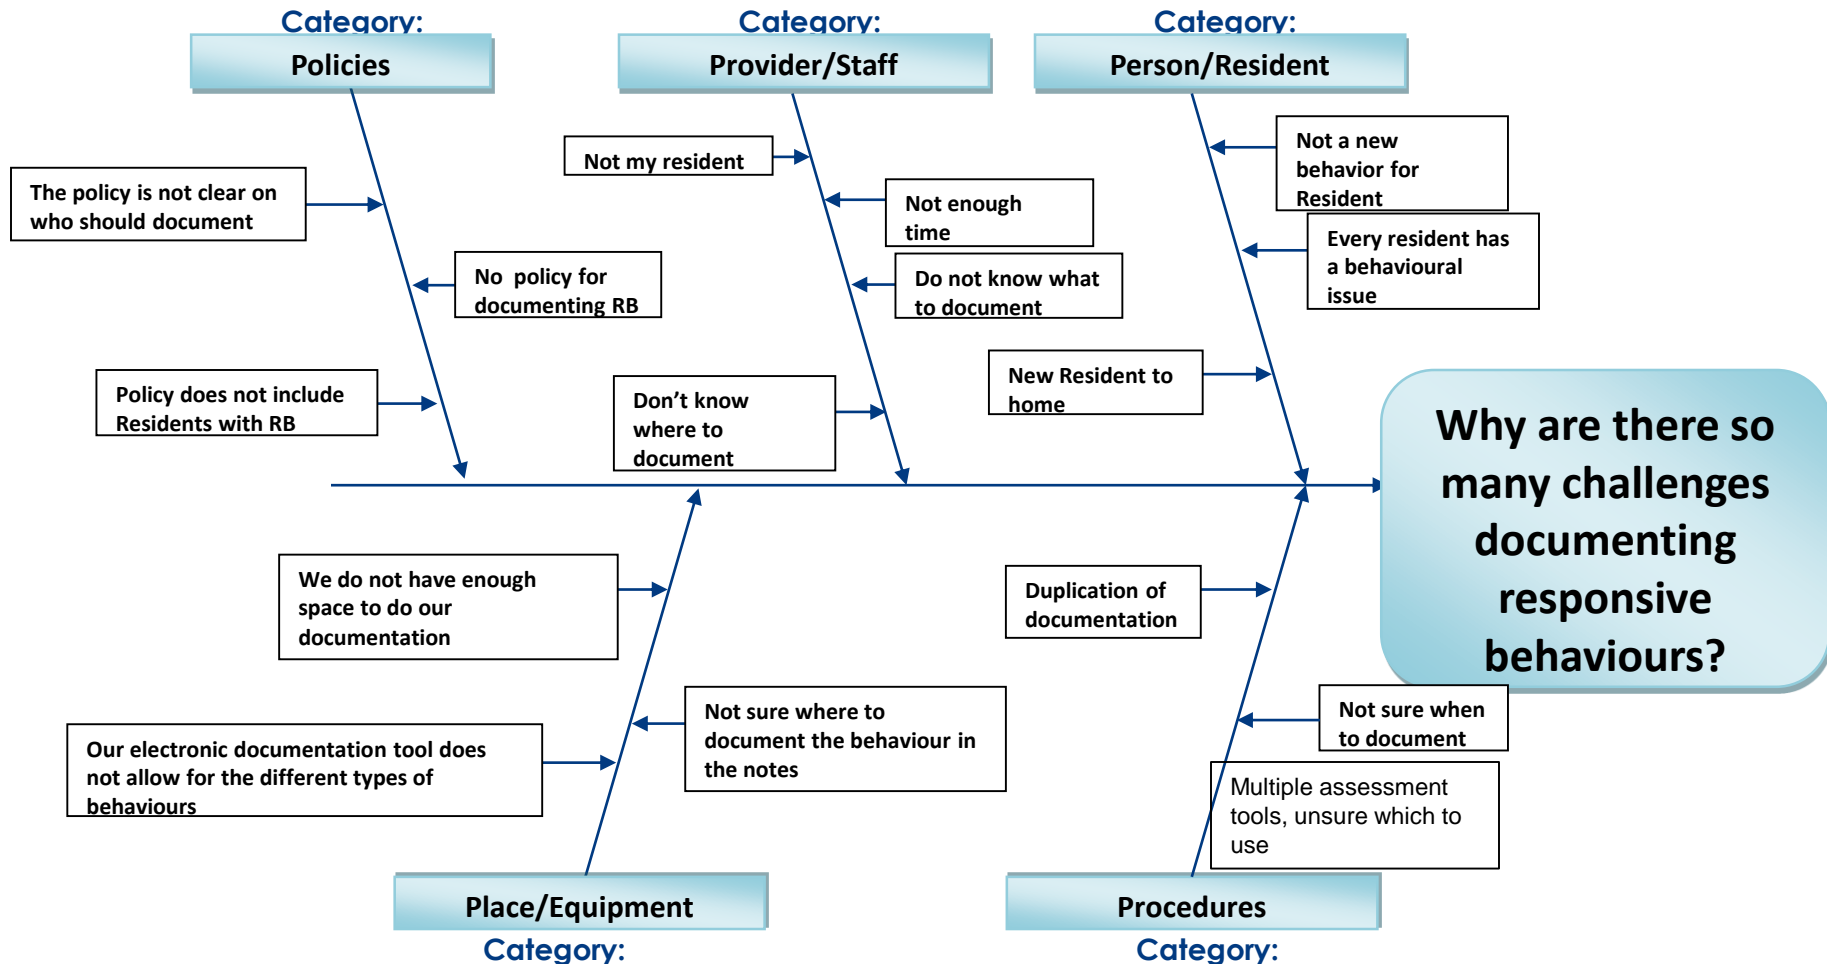 Category:
Policies
Category:
Provider/Staff
Category:
Person/Resident
The policy is not clear on
who should document
No  policy for
documenting RB
Policy does not include
Residents with RB
Not my resident
Not enough
time
Do not know what
to document
Don’t know
where to
document
Not a new
behavior for
Resident
Every resident has
a behavioural
issue
New Resident to
home
Why are there so
many challenges
documenting
responsive
behaviours?
We do not have enough
space to do our
documentation
Not sure where to
document the behaviour in
the notes
Our electronic documentation tool does
not allow for the different types of
behaviours
Duplication of
documentation
Not sure when
to document
Multiple assessment
tools, unsure which to
use
Place/Equipment
Category:
Procedures
Category: